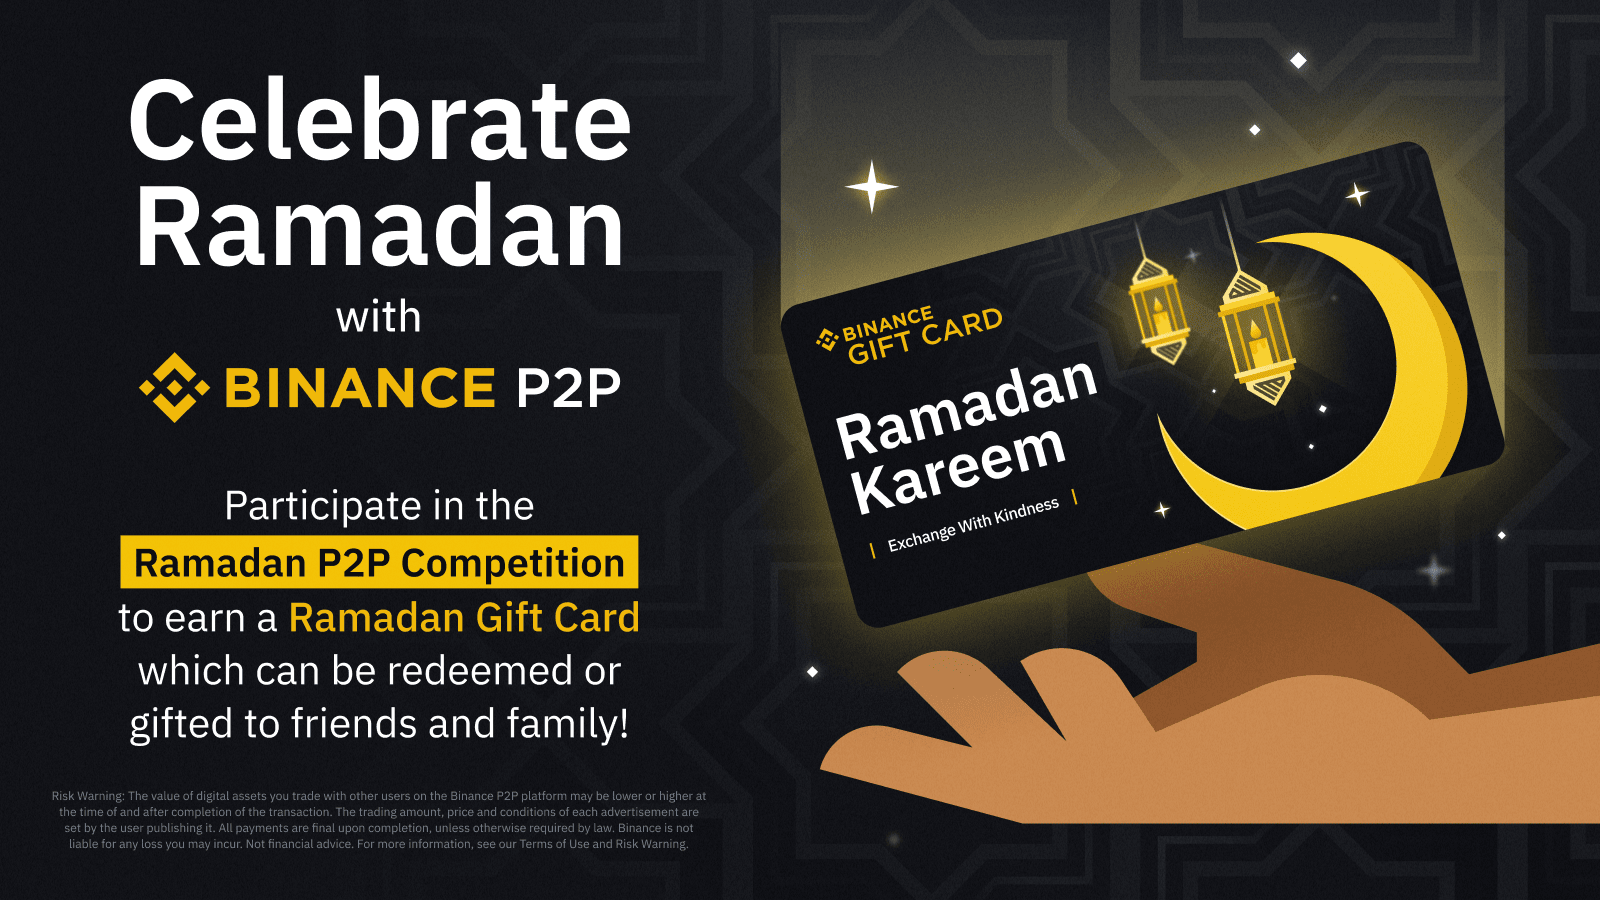 Celebrate
Ramadan
with
BINANCE P2P
Participate in the
Ramadan P2P Competition
to earn a Ramadan Gift Card
which can be redeemed or
gifted to friends and family!
Risk Warning: The value of digital assets you trade with other users on the Binance P2P platform may be lower or higher at
the time of and after completion of the transaction. The trading amount, price and conditions of each advertisement are
set by the user publishing it. All payments are final upon completion, unless otherwise required by law. Binance is not
liable for any loss you may incur. Not financial advice. For more information, see our Terms of Use and Risk Warning.
BINANCE
GIFT CARD
Ramadan
Kareem
| Exchange With Kindness |